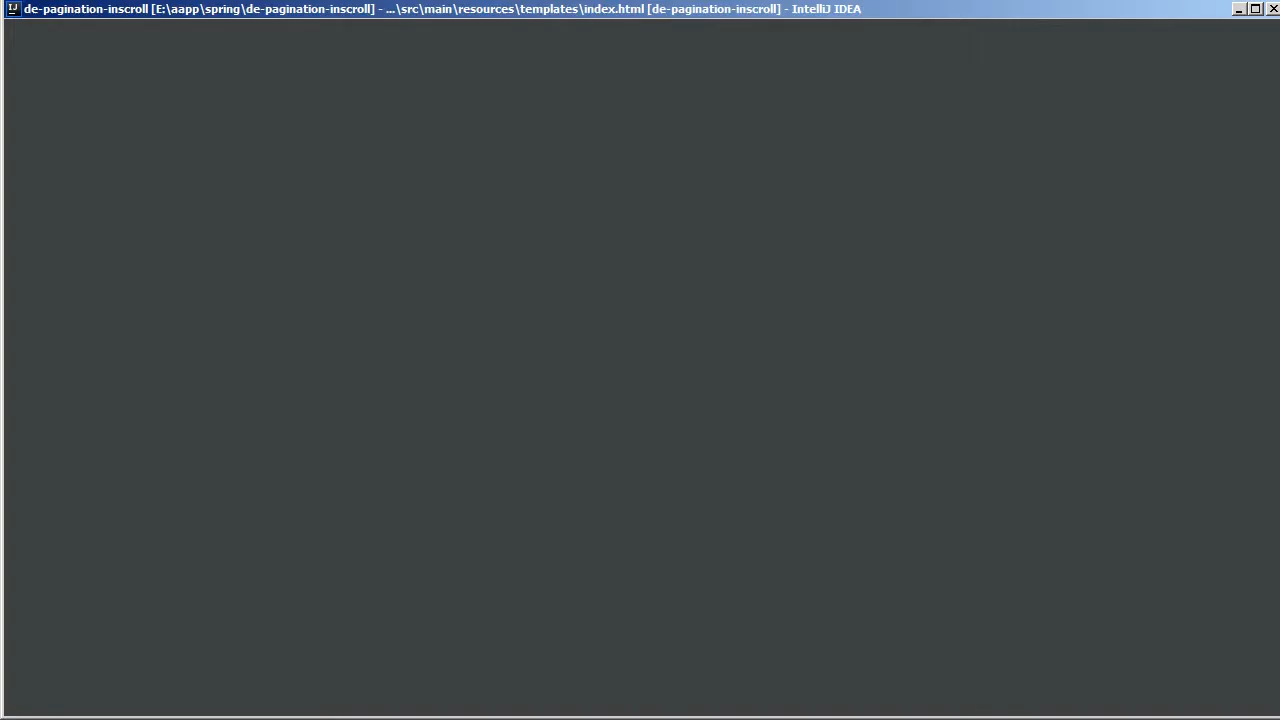 de-pagination-inscroll [E:\aapp\spring\de-pagination-inscroll] - ...\src\main\resources\templates\index.html [de-pagination-inscroll] - IntelliJ IDEA